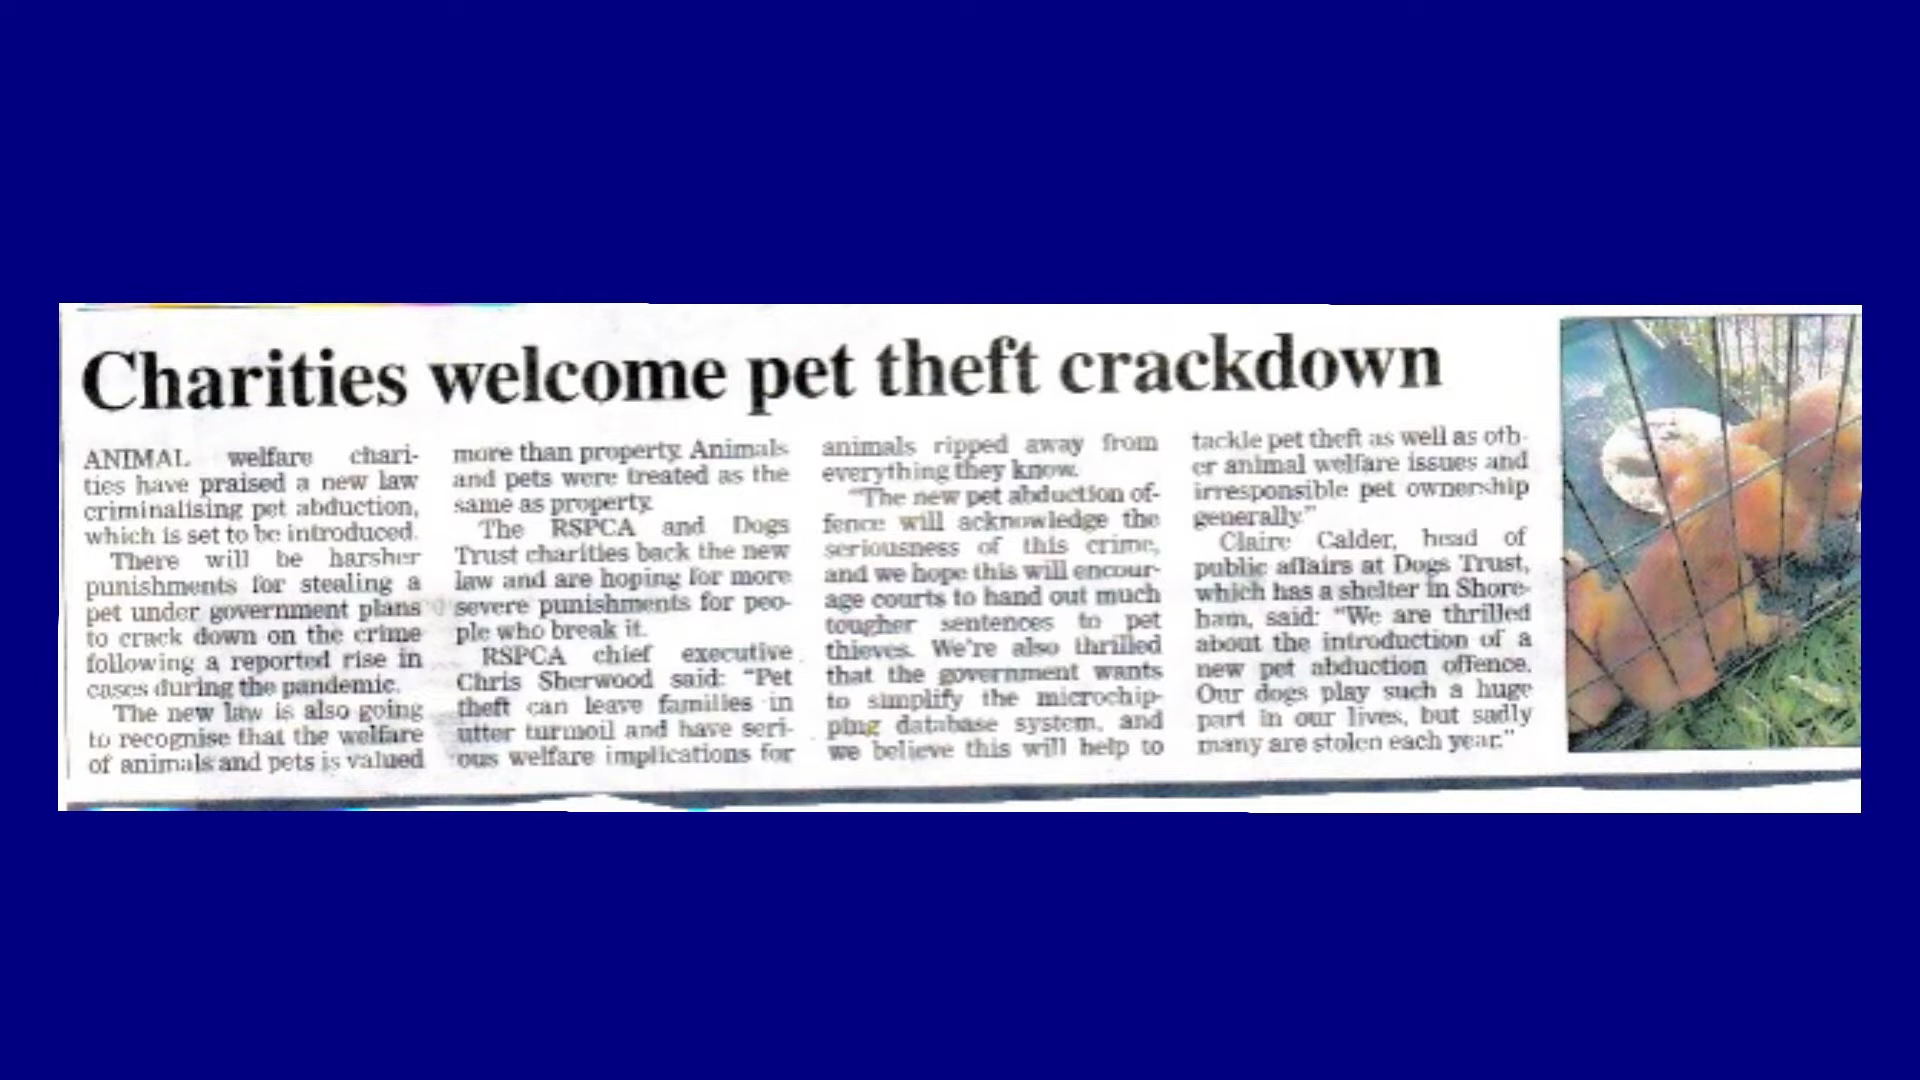 Charities welcome pet theft crackdown
ANIMAL welfare chari-
ties have praised a new law
criminalising pet abduction,
which is set to be introduced.
There will be harsher
punishments for stealing a
pet under government plans
to crack down on the crime
following a reported rise in
cases during the pandemic.
The new law is also going
to recognise that the welfare
of animals and pets is valued
more than property. Animals
and pets were treated as the
same as property.
The RSPCA and Dogs
Trust charities back the new
law and are hoping for more
severe punishments for peo-
ple who break it.
RSPCA chief executive
Chris Sherwood said: “Pet
theft can leave families in
utter turmoil and have seri-
ous welfare implications for
animals ripped away from
everything they know.
“The new pet abduction of-
fence will acknowledge the
seriousness of this crime,
and we hope this will encour-
age courts to hand out much
tougher sentences to pet
thieves. We’re also thrilled
that the government wants
to simplify the microchip-
ping database system, and
we believe this will help to
tackle pet theft as well as oth-
er animal welfare issues and
irresponsible pet ownership
generally.”
Claire Calder, head of
public affairs at Dogs Trust,
which has a shelter in Shore-
ham, said: “We are thrilled
about the introduction of a
new pet abduction offence.
Our dogs play such a huge
part in our lives, but sadly
many are stolen each year.”